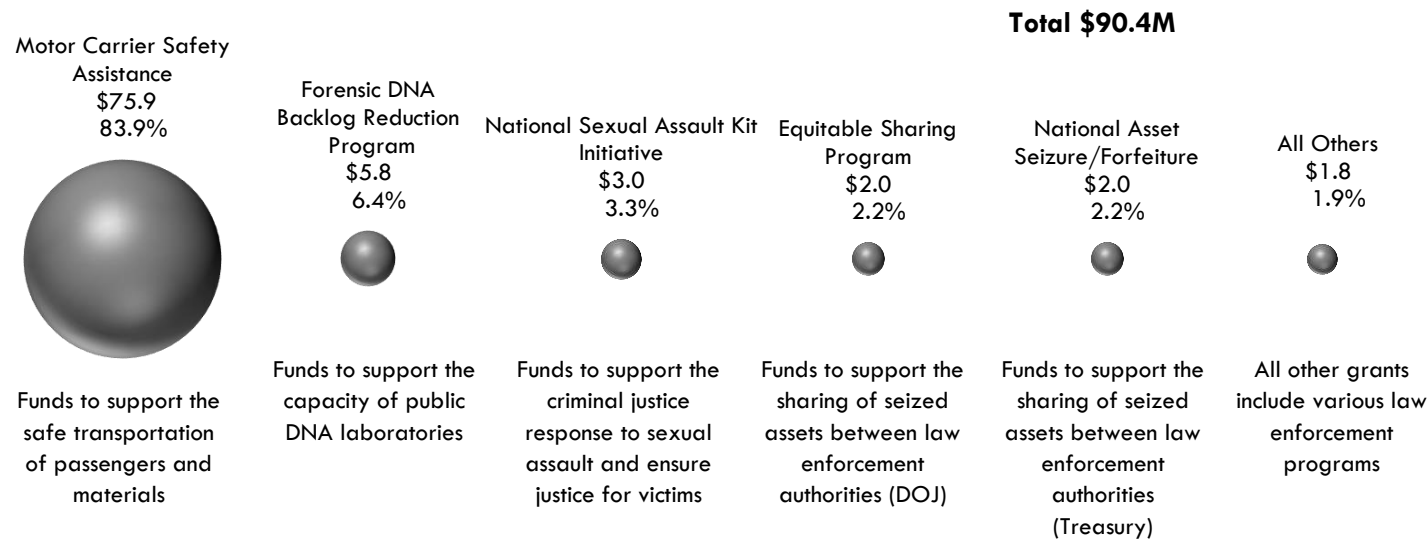 Total $90.4M
Motor Carrier Safety
Assistance
$75.9
83.9%
Forensic DNA
Backlog Reduction
Program
$5.8
6.4%
National Sexual Assault Kit
Initiative
$3.0
3.3%
Equitable Sharing
Program
$2.0
2.2%
National Asset
Seizure/Forfeiture
$2.0
2.2%
All Others
$1.8
1.9%
Funds to support the
safe transportation
of passengers and
materials
Funds to support the
capacity of public
DNA laboratories
Funds to support the
criminal justice
response to sexual
assault and ensure
justice for victims
Funds to support the
sharing of seized
assets between law
enforcement
authorities (DOJ)
Funds to support the
sharing of seized
assets between law
enforcement
authorities
(Treasury)
All other grants
include various law
enforcement
programs